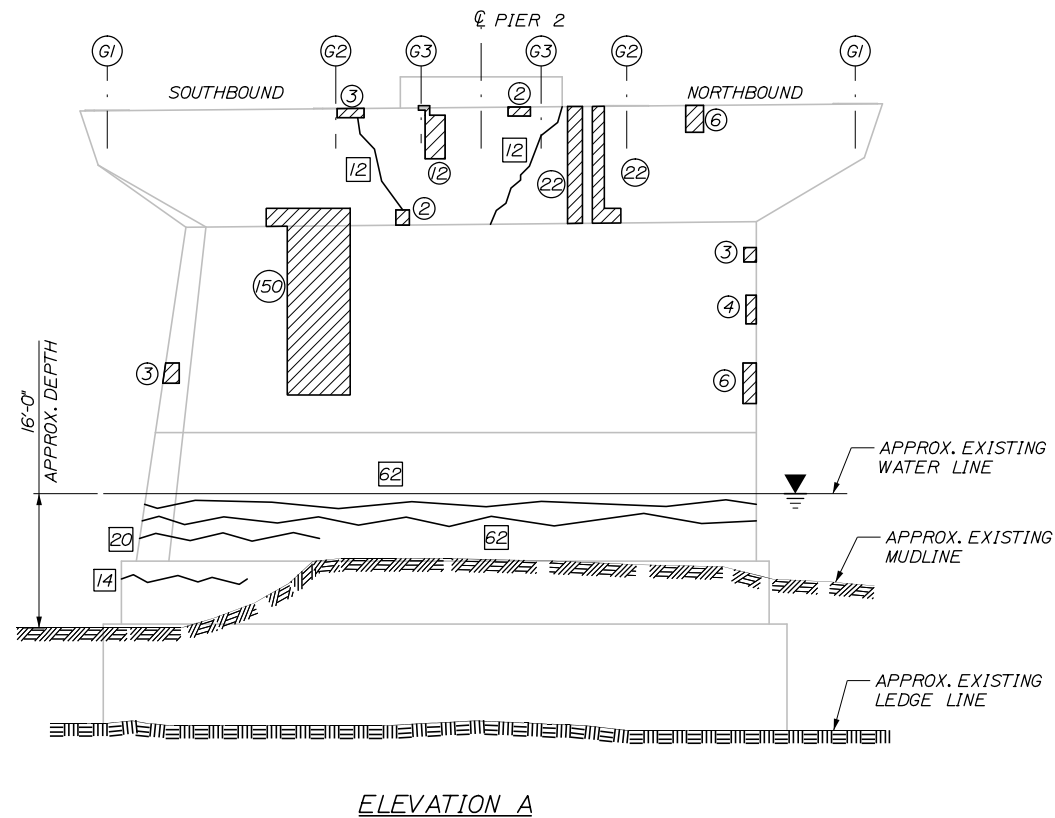 ℄ PIER 2
G1
G2
G3
G3
G2
G1
SOUTHBOUND
NORTHBOUND
3
2
6
12
12
12
22
22
2
3
150
4
3
6
16'-0"
APPROX. DEPTH
62
APPROX. EXISTING
WATER LINE
20
62
APPROX. EXISTING
MUDLINE
14
APPROX. EXISTING
LEDGE LINE
ELEVATION A